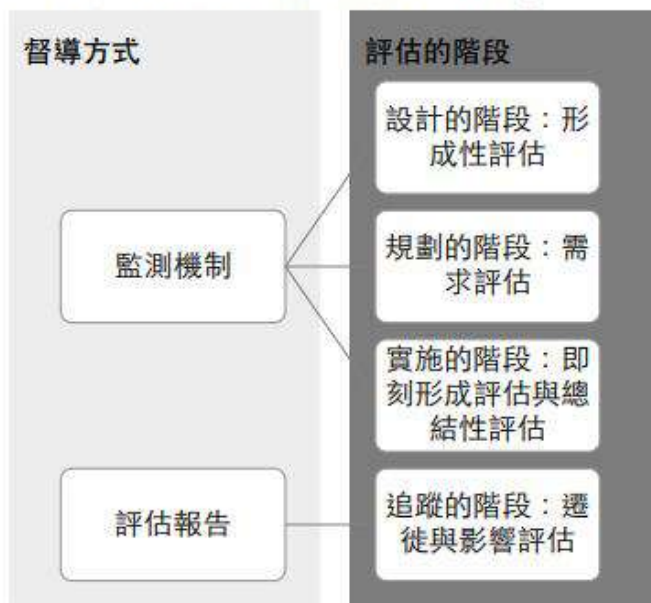 督導方式
評估的階段
設計的階段：形
成性評估
監測機制
規劃的階段：需
求評估
實施的階段：即
刻形成評估與總
結性評估
評估報告
追蹤的階段：遷
徙與影響評估